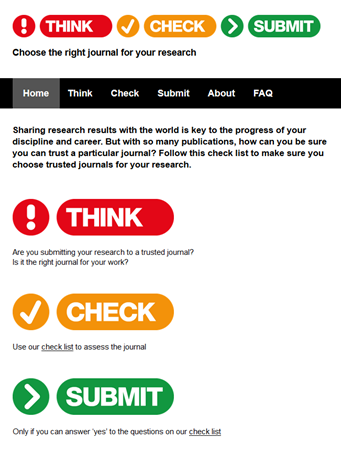 THINK CHECK SUBMIT
Choose the right journal for your research
Home Think Check Submit About FAQ
Sharing research results with the world is key to the progress of your
discipline and career. But with so many publications, how can you be sure
you can trust a particular journal? Follow this check list to make sure you
choose trusted journals for your research.
THINK
Are you submitting your research to a trusted journal?
Is it the right journal for your work?
CHECK
Use our check list to assess the journal
SUBMIT
Only if you can answer 'yes' to the questions on our check list